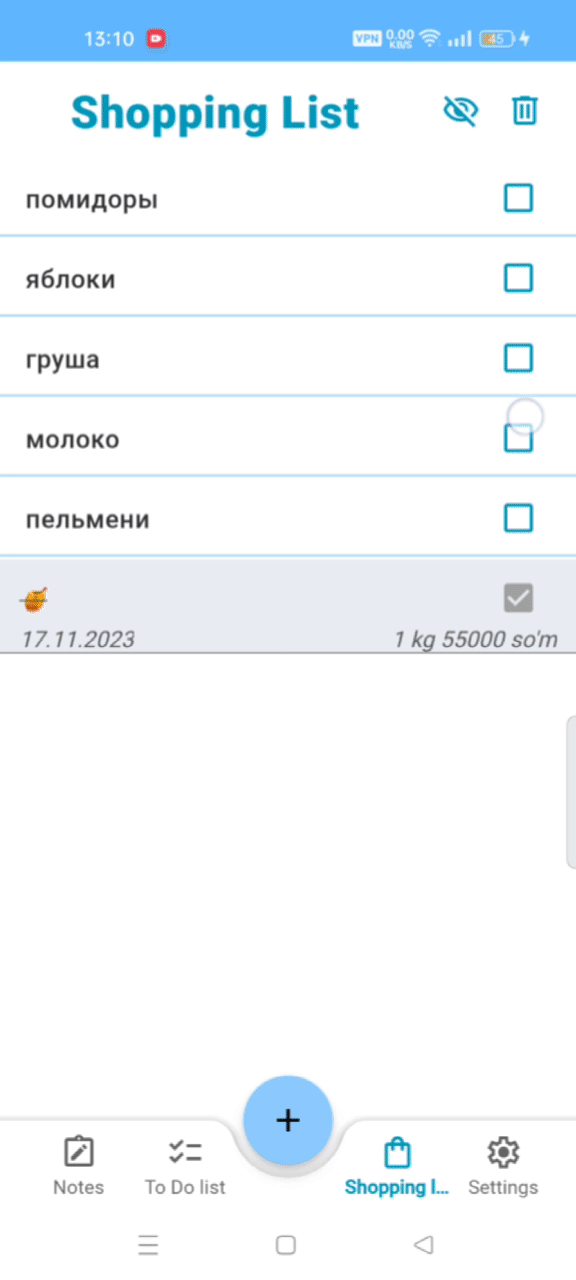 13:10 VPN 0.00 KB/S 45
Shopping List
помидоры
яблоки
груша
молоко
пельмени
🍯
17.11.2023 1 kg 55000 so'm
+
Notes To Do list Shopping l... Settings